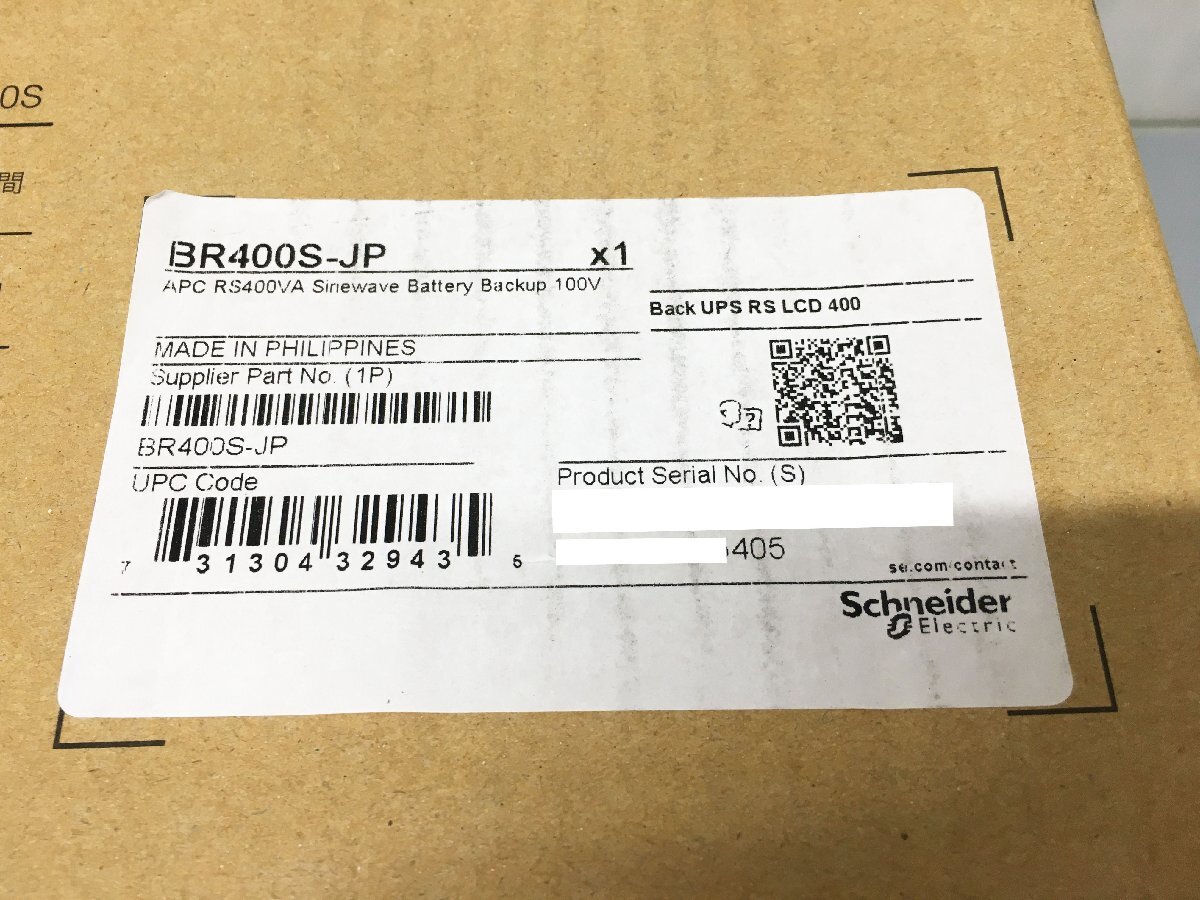 0S
間
BR400S-JP x1
APC RS400VA Sinewave Battery Backup 100V
Back UPS RS LCD 400
MADE IN PHILIPPINES
Supplier Part No. (1P)
BR400S-JP
UPC Code
7 31304 32943 5
Product Serial No. (S)
405
se.com/contact
Schneider
Electric